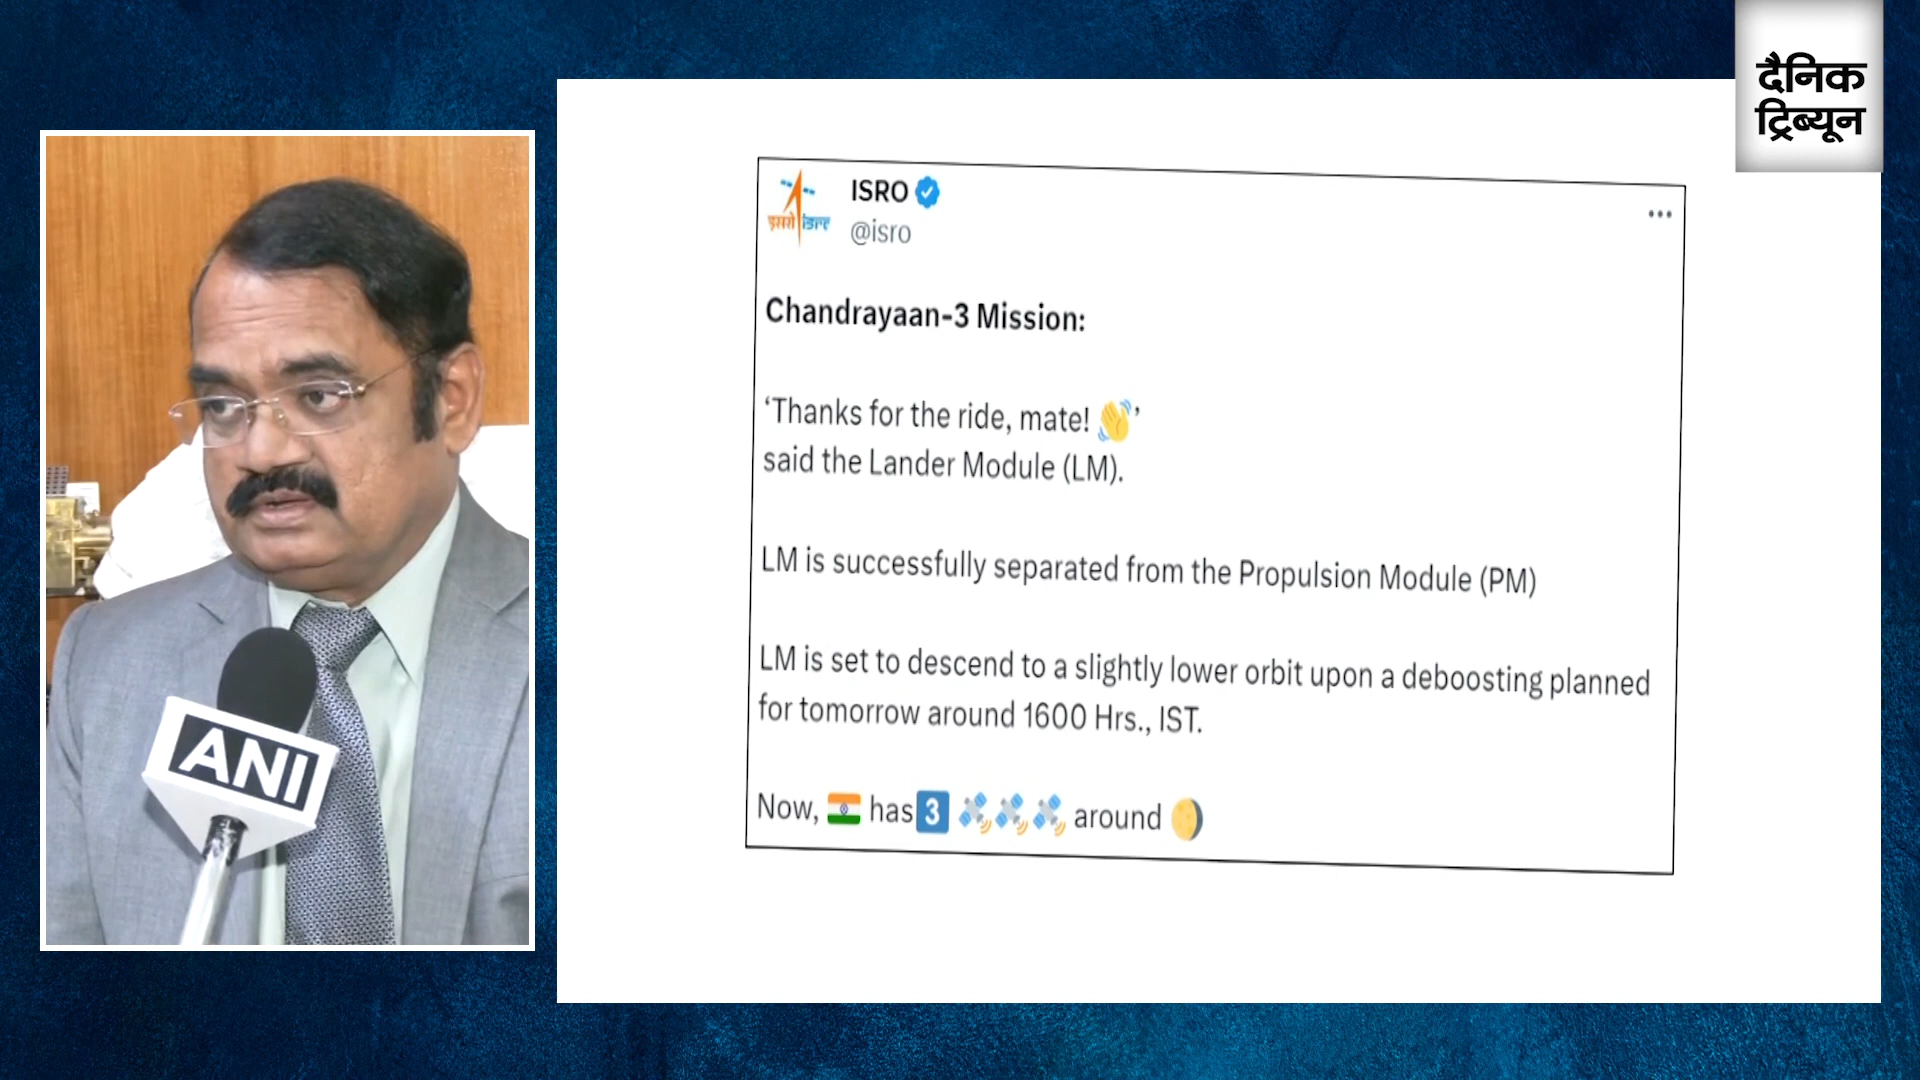 दैनिक
ट्रिब्यून
इसरो isro
ISRO
@isro
Chandrayaan-3 Mission:
‘Thanks for the ride, mate! 👋’
said the Lander Module (LM).
LM is successfully separated from the Propulsion Module (PM)
LM is set to descend to a slightly lower orbit upon a deboosting planned
for tomorrow around 1600 Hrs., IST.
Now, 🇮🇳 has 3️⃣ 🛰️🛰️🛰️ around 🌖
ANI